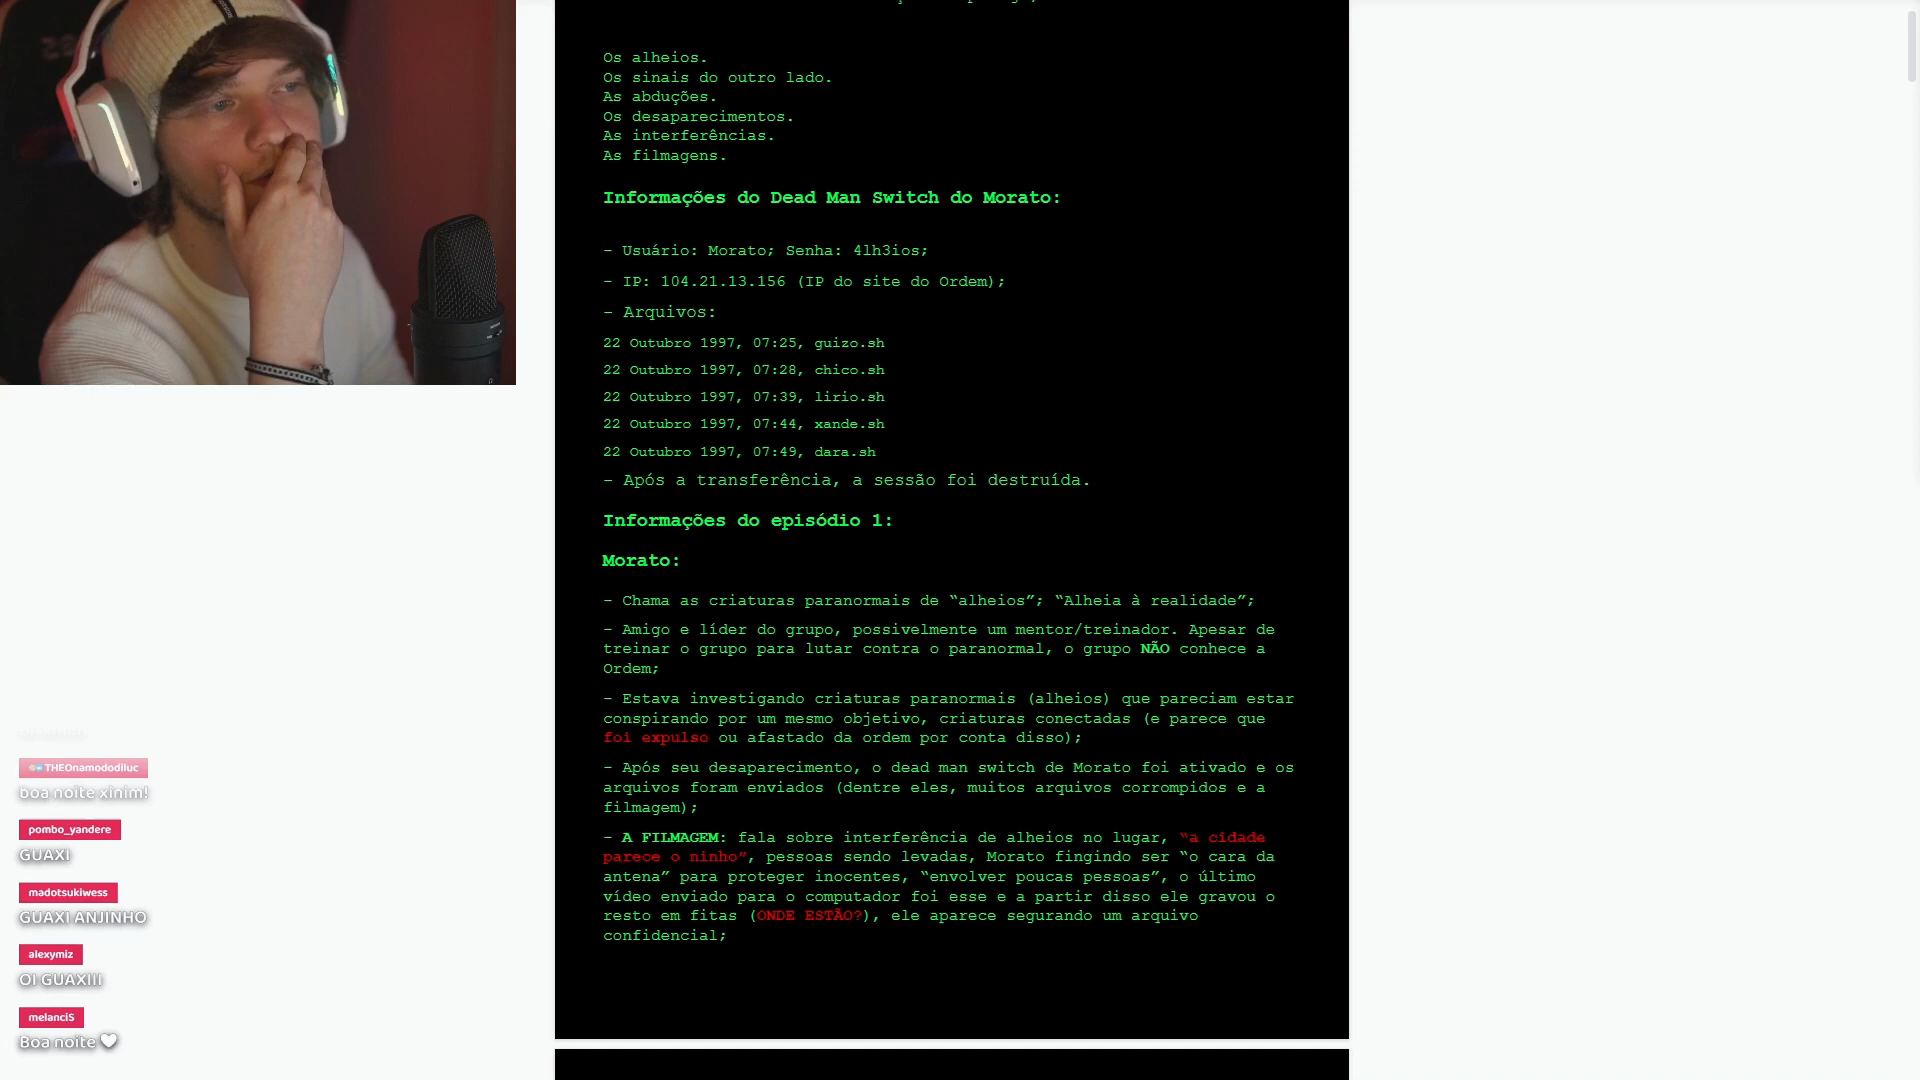 Os alheios.
Os sinais do outro lado.
As abduções.
Os desaparecimentos.
As interferências.
As filmagens.
Informações do Dead Man Switch do Morato:
– Usuário: Morato; Senha: 4lh3ios;
– IP: 104.21.13.156 (IP do site do Ordem);
– Arquivos:
22 Outubro 1997, 07:25, guizo.sh
22 Outubro 1997, 07:28, chico.sh
22 Outubro 1997, 07:39, lirio.sh
22 Outubro 1997, 07:44, xande.sh
22 Outubro 1997, 07:49, dara.sh
– Após a transferência, a sessão foi destruída.
Informações do episódio 1:
Morato:
– Chama as criaturas paranormais de “alheios”; “Alheia à realidade”;
– Amigo e líder do grupo, possivelmente um mentor/treinador. Apesar de
treinar o grupo para lutar contra o paranormal, o grupo NÃO conhece a
Ordem;
– Estava investigando criaturas paranormais (alheios) que pareciam estar
conspirando por um mesmo objetivo, criaturas conectadas (e parece que
foi expulso ou afastado da ordem por conta disso);
– Após seu desaparecimento, o dead man switch de Morato foi ativado e os
arquivos foram enviados (dentre eles, muitos arquivos corrompidos e a
filmagem);
– A FILMAGEM: fala sobre interferência de alheios no lugar, “a cidade
parece o ninho”, pessoas sendo levadas, Morato fingindo ser “o cara da
antena” para proteger inocentes, “envolver poucas pessoas”, o último
vídeo enviado para o computador foi esse e a partir disso ele gravou o
resto em fitas (ONDE ESTÃO?), ele aparece segurando um arquivo
confidencial;
THEOnamododiluc
boa noite xinim!
pombo_yandere
GUAXI
madotsukiwess
GUAXI ANJINHO
alexymiz
OI GUAXIII
melanciS
Boa noite 🤍